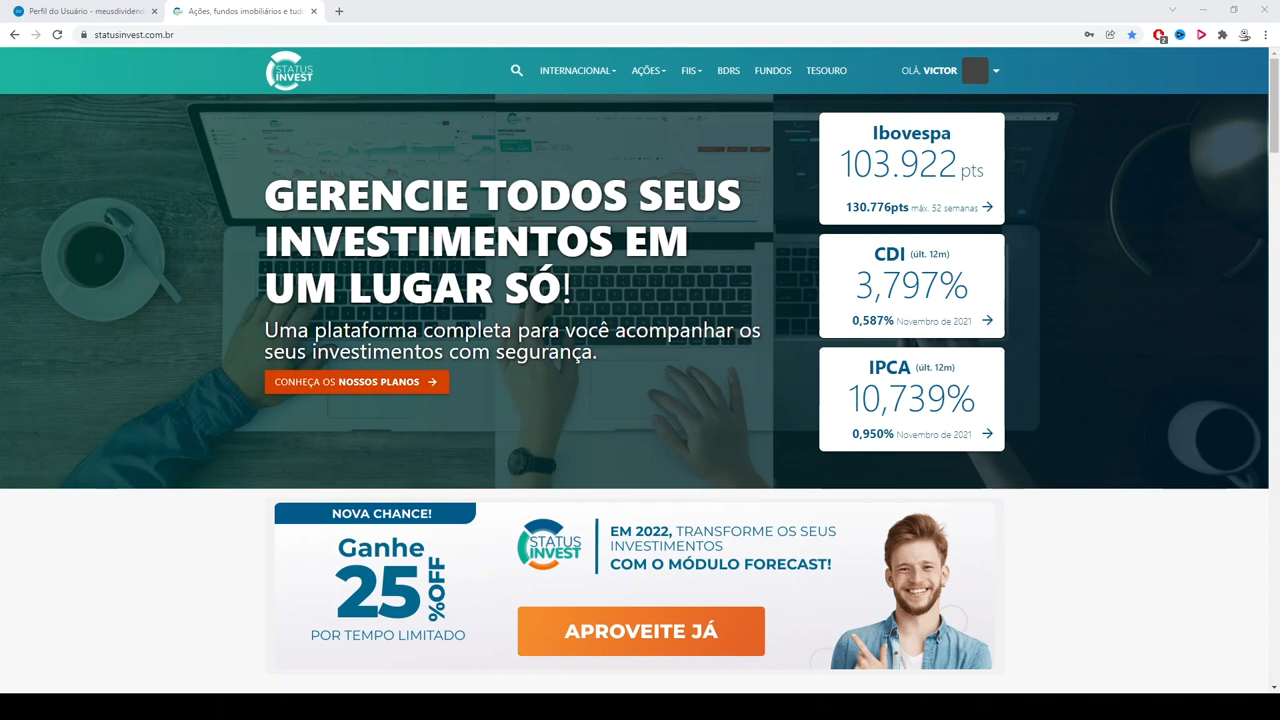 Perfil do Usuário - meusdividend
Ações, fundos imobiliários e tudo
statusinvest.com.br
2
STATUS
INVEST
INTERNACIONAL
AÇÕES
FIIS
BDRS
FUNDOS
TESOURO
OLÁ, VICTOR
GERENCIE TODOS SEUS
INVESTIMENTOS EM
UM LUGAR SÓ!
Uma plataforma completa para você acompanhar os
seus investimentos com segurança.
CONHEÇA OS NOSSOS PLANOS
Ibovespa
103.922 pts
130.776pts máx. 52 semanas
CDI (últ. 12m)
3,797%
0,587% Novembro de 2021
IPCA (últ. 12m)
10,739%
0,950% Novembro de 2021
NOVA CHANCE!
Ganhe
25%OFF
POR TEMPO LIMITADO
STATUS
INVEST
EM 2022, TRANSFORME OS SEUS
INVESTIMENTOS
COM O MÓDULO FORECAST!
APROVEITE JÁ